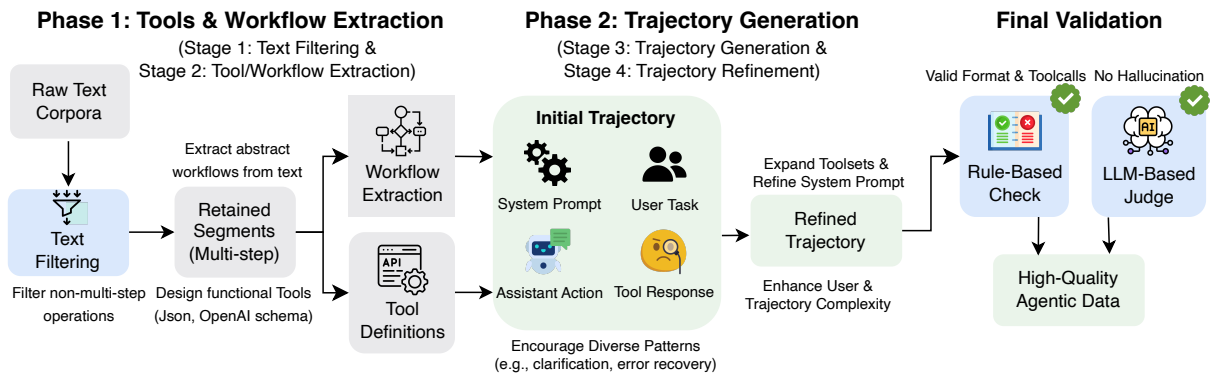 Phase 1: Tools & Workflow Extraction
(Stage 1: Text Filtering &
Stage 2: Tool/Workflow Extraction)
Raw Text
Corpora
Text
Filtering
Filter non-multi-step
operations
Extract abstract
workflows from text
Retained
Segments
(Multi-step)
Design functional Tools
(Json, OpenAI schema)
Workflow
Extraction
API
Tool
Definitions
Phase 2: Trajectory Generation
(Stage 3: Trajectory Generation &
Stage 4: Trajectory Refinement)
Initial Trajectory
System Prompt
User Task
Assistant Action
Tool Response
Encourage Diverse Patterns
(e.g., clarification, error recovery)
Expand Toolsets &
Refine System Prompt
Refined
Trajectory
Enhance User &
Trajectory Complexity
Final Validation
Valid Format & Toolcalls
No Hallucination
Rule-Based
Check
AI
LLM-Based
Judge
High-Quality
Agentic Data